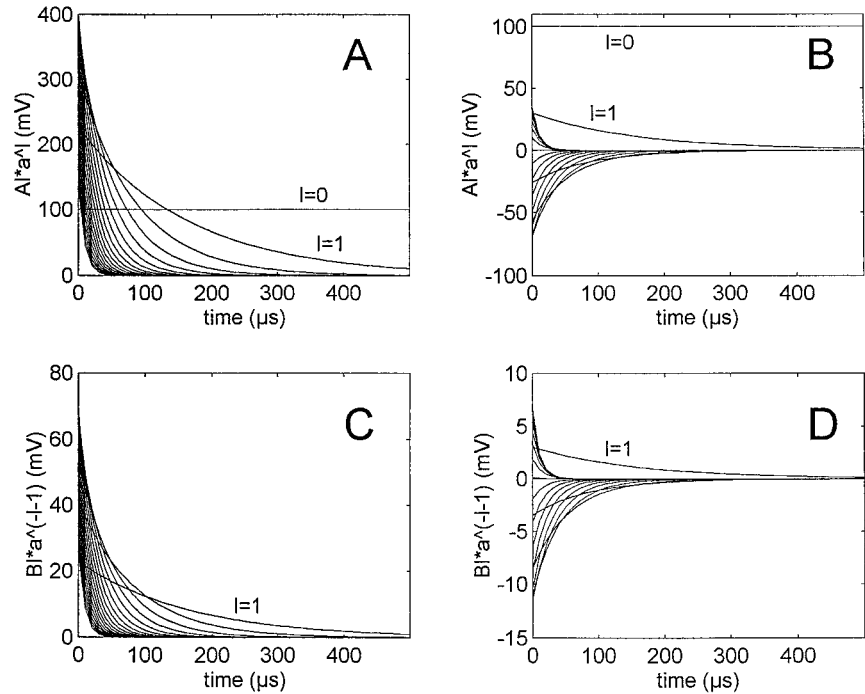 A
Al*a^l (mV)
400
300
200
100
0
l=0
l=1
0 100 200 300 400
time (µs)
B
Al*a^l (mV)
100
50
0
-50
-100
l=0
l=1
0 100 200 300 400
time (µs)
C
Bl*a^(-l-1) (mV)
80
60
40
20
0
l=1
0 100 200 300 400
time (µs)
D
Bl*a^(-l-1) (mV)
10
5
0
-5
-10
-15
l=1
0 100 200 300 400
time (µs)